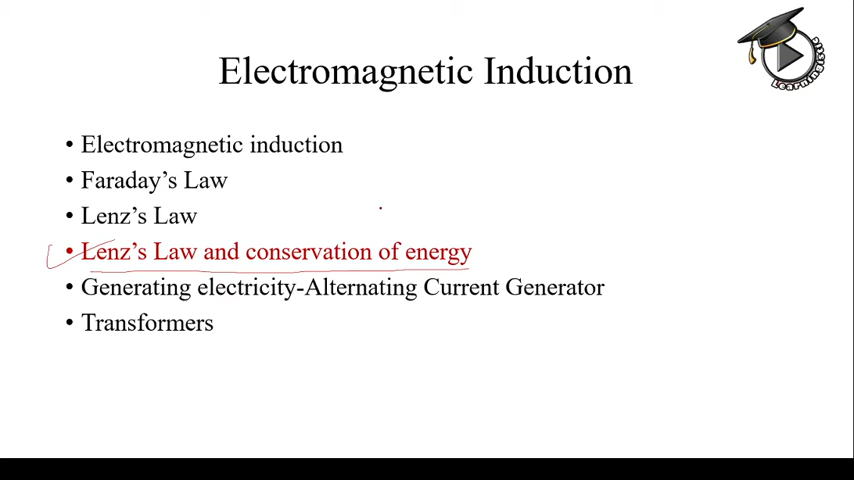 Electromagnetic Induction
• Electromagnetic induction
• Faraday’s Law
• Lenz’s Law
• Lenz’s Law and conservation of energy
• Generating electricity-Alternating Current Generator
• Transformers